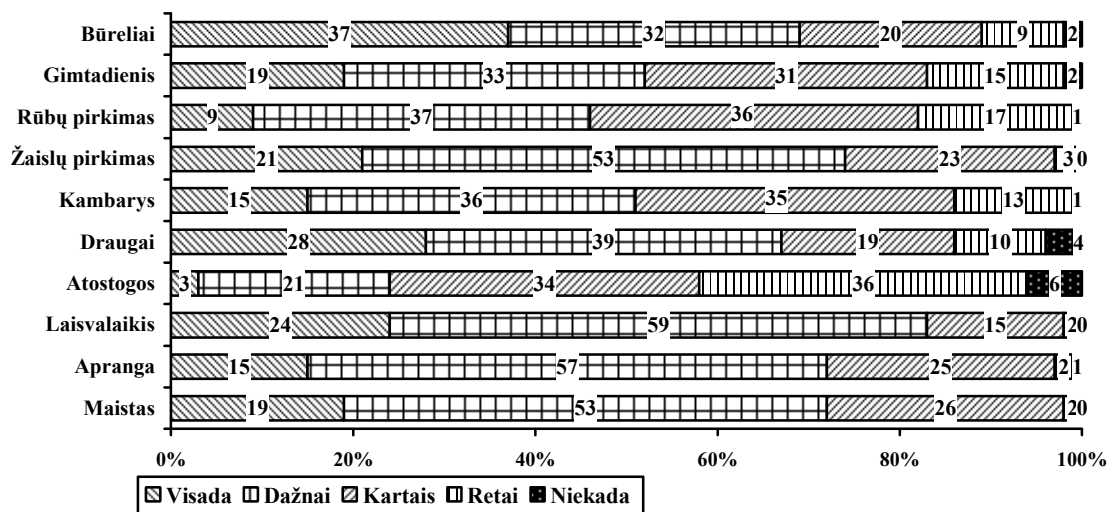 Būreliai 37 32 20 9 2
Gimtadienis 19 33 31 15 2
Rūbų pirkimas 9 37 36 17 1
Žaislų pirkimas 21 53 23 3 0
Kambarys 15 36 35 13 1
Draugai 28 39 19 10 4
Atostogos 3 21 34 36 6
Laisvalaikis 24 59 15 2 0
Apranga 15 57 25 2 1
Maistas 19 53 26 2 0
0% 20% 40% 60% 80% 100%
Visada Dažnai Kartais Retai Niekada